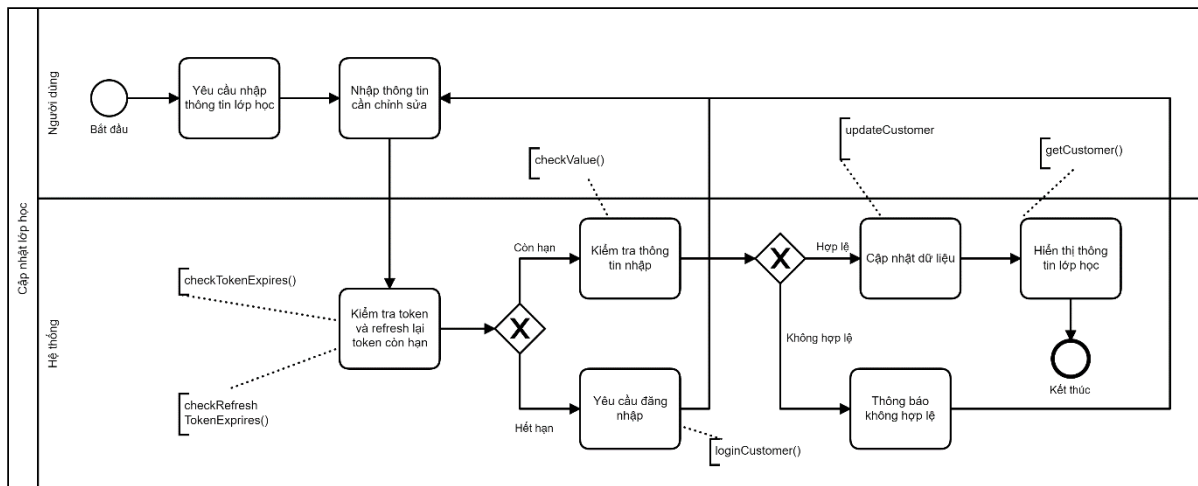 Cập nhật lớp học
Người dùng
Bắt đầu
Yêu cầu nhập
thông tin lớp học
Nhập thông tin
cần chỉnh sửa
checkValue()
updateCustomer
getCustomer()
Hệ thống
checkTokenExpires()
checkRefresh
TokenExprires()
Kiểm tra token
và refresh lại
token còn hạn
Còn hạn
Hết hạn
Kiểm tra thông
tin nhập
Yêu cầu đăng
nhập
loginCustomer()
Hợp lệ
Không hợp lệ
Cập nhật dữ liệu
Thông báo
không hợp lệ
Hiển thị thông
tin lớp học
Kết thúc